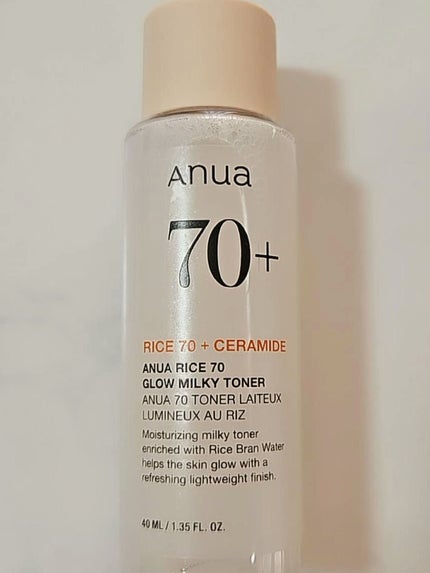 Anua
70+
RICE 70 + CERAMIDE
ANUA RICE 70
GLOW MILKY TONER
ANUA 70 TONER LAITEUX
LUMINEUX AU RIZ
Moisturizing milky toner
enriched with Rice Bran Water
helps the skin glow with a
refreshing lightweight finish.
40 ML / 1.35 FL. OZ.